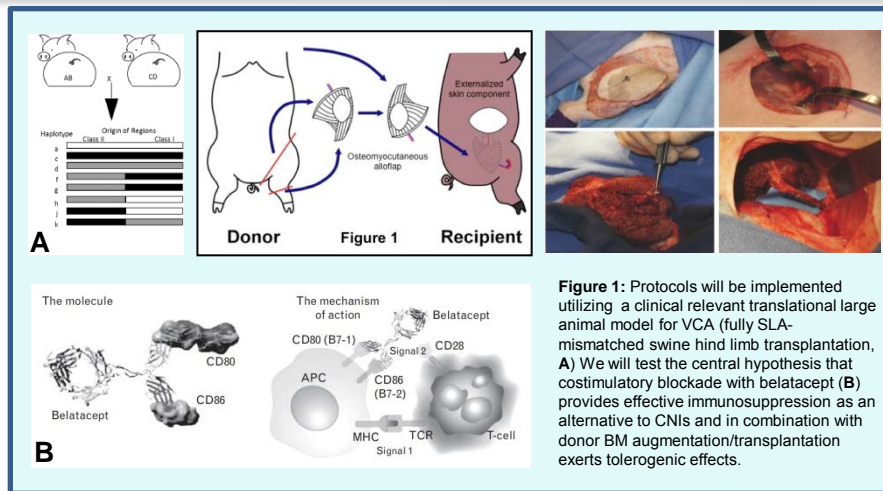 AB
X
CD
Origin of Regions
Haplotype
Class II
Class I
a
c
d
f
g
h
j
k
A
Externalized
skin component
Osteomyocutaneous
alloflap
Donor
Figure 1
Recipient
The molecule
CD80
CD86
Belatacept
B
The mechanism
of action
Belatacept
CD80 (B7-1)
Signal 2
CD28
APC
CD86
(B7-2)
MHC
TCR
Signal 1
T-cell
Figure 1: Protocols will be implemented
utilizing a clinical relevant translational large
animal model for VCA (fully SLA-
mismatched swine hind limb transplantation,
A) We will test the central hypothesis that
costimulatory blockade with belatacept (B)
provides effective immunosuppression as an
alternative to CNIs and in combination with
donor BM augmentation/transplantation
exerts tolerogenic effects.